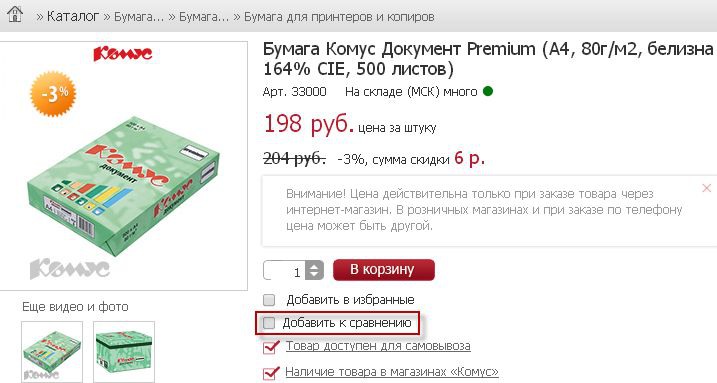 » Каталог » Бумага... » Бумага... » Бумага для принтеров и копиров
Комус
Бумага Комус Документ Premium (А4, 80г/м2, белизна
164% CIE, 500 листов)
Арт. 33000 На складе (МСК) много
-3%
198 руб. цена за штуку
204 руб. -3%, сумма скидки 6 р.
Комус
документ
A4
Внимание! Цена действительна только при заказе товара через
интернет-магазин. В розничных магазинах и при заказе по телефону
цена может быть другой.
Комус
1 В корзину
Добавить в избранные
Еще видео и фото
Добавить к сравнению
Товар доступен для самовывоза
Наличие товара в магазинах «Комус»